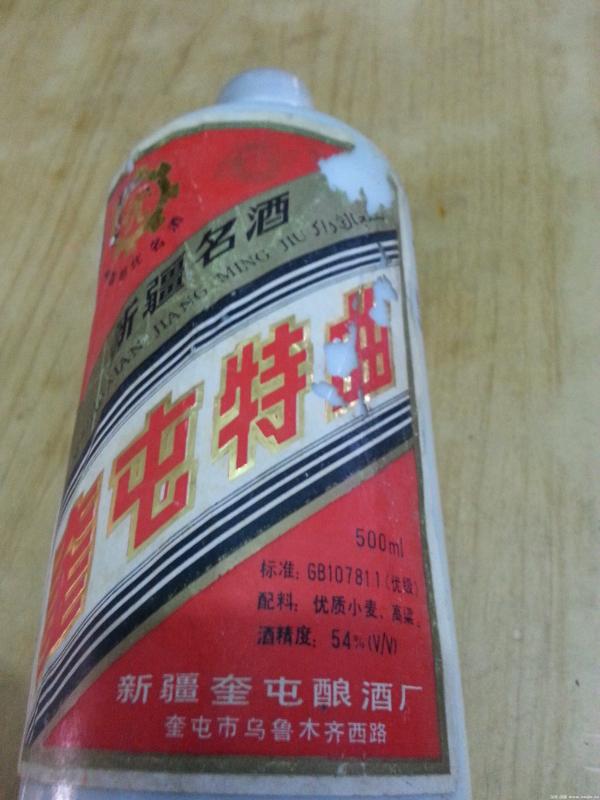 新疆名酒
JIANG MING JIU
奎屯特曲
500ml
标准: GB10781.1 (优级)
配料: 优质小麦、高粱、
酒精度: 54%(V/V)
新疆奎屯酿酒厂
奎屯市乌鲁木齐西路